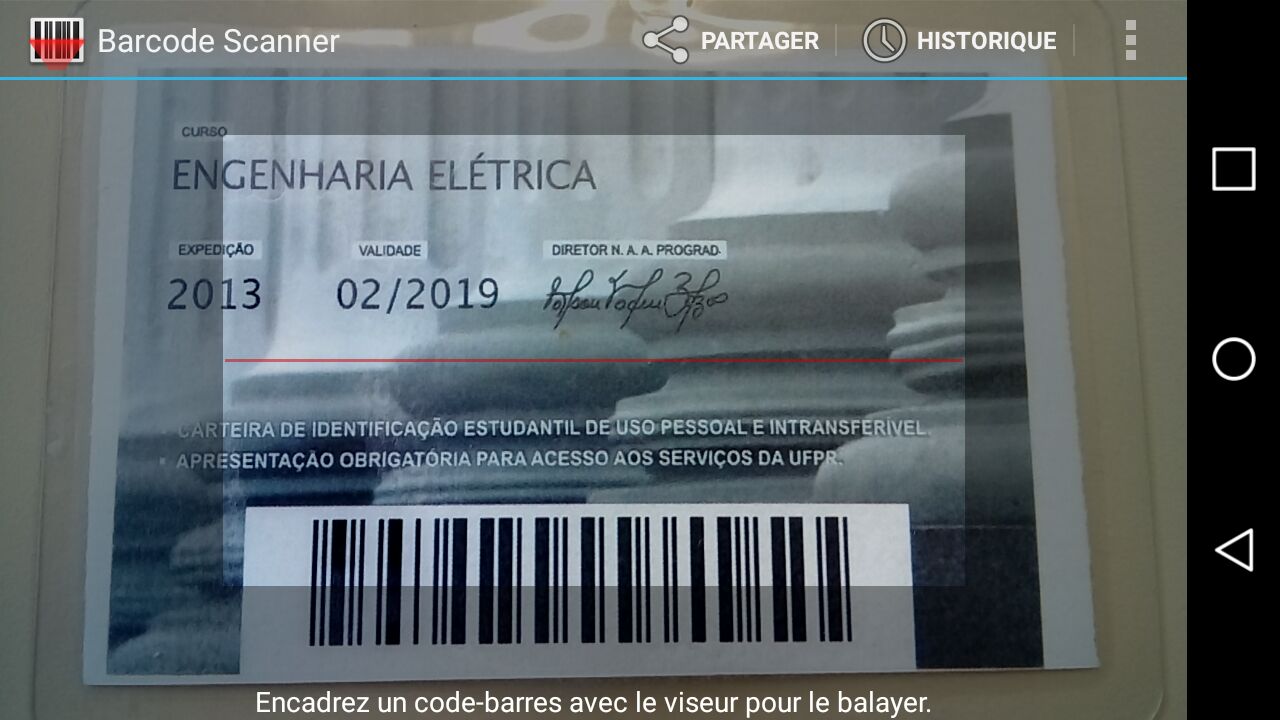 Barcode Scanner
PARTAGER
HISTORIQUE
CURSO
ENGENHARIA ELÉTRICA
EXPEDIÇÃO VALIDADE DIRETOR N. A. A. PROGRAD.
2013 02/2019
CARTEIRA DE IDENTIFICAÇÃO ESTUDANTIL DE USO PESSOAL E INTRANSFERÍVEL.
APRESENTAÇÃO OBRIGATÓRIA PARA ACESSO AOS SERVIÇOS DA UFPR.
Encadrez un code-barres avec le viseur pour le balayer.